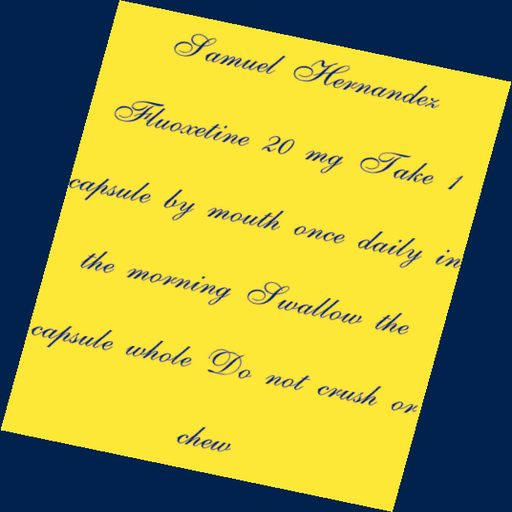 Samuel Hernandez
Fluoxetine 20 mg Take 1
capsule by mouth once daily in
the morning Swallow the
capsule whole Do not crush or
chew